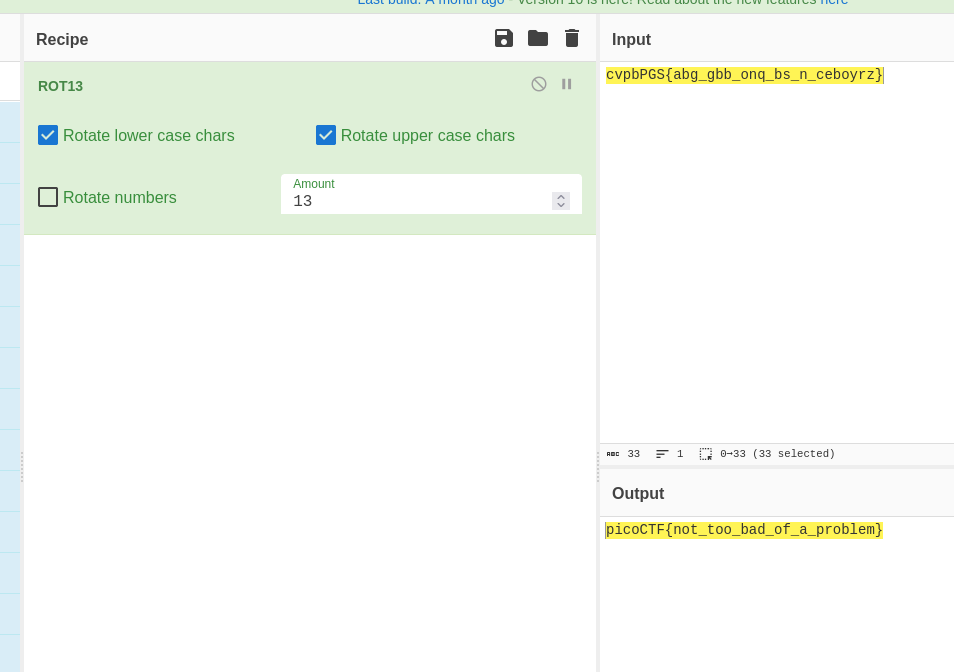 Last build: A month ago - Version 10 is here! Read about the new features here
Recipe
ROT13
Rotate lower case chars
Rotate upper case chars
Rotate numbers
Amount
13
Input
cvpbPGS{abg_gbb_onq_bs_n_ceboyrz}
ABC 33 1 0→33 (33 selected)
Output
picoCTF{not_too_bad_of_a_problem}